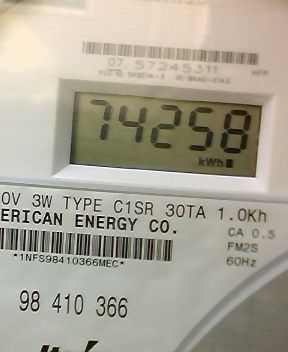 07 57245311
74258
kWh
0V 3W TYPE C1SR 30TA 1.0Kh
ERICAN ENERGY CO.
CA 0.5
FM2S
60Hz
*1NFS98410366MEC*
98 410 366